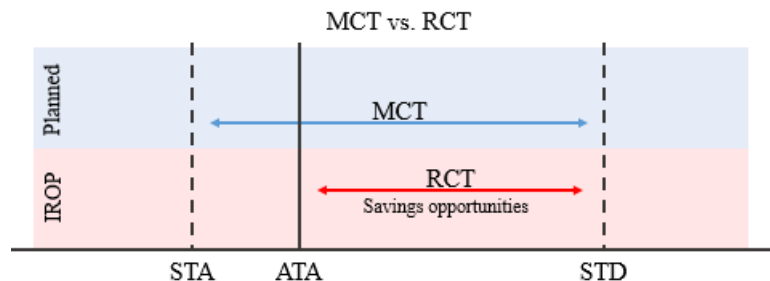 MCT vs. RCT
Planned
MCT
IROP
RCT
Savings opportunities
STA
ATA
STD